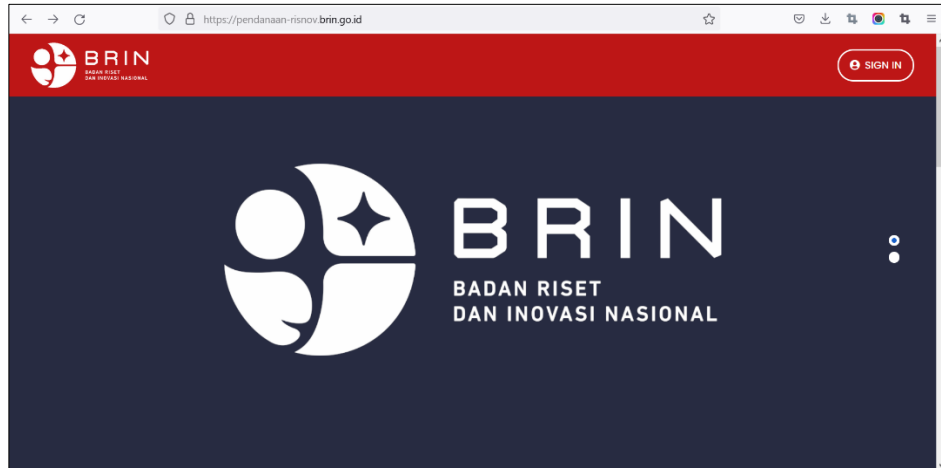 https://pendanaan-risnov.brin.go.id
BRIN
BADAN RISET
DAN INOVASI NASIONAL
SIGN IN
BRIN
BADAN RISET
DAN INOVASI NASIONAL